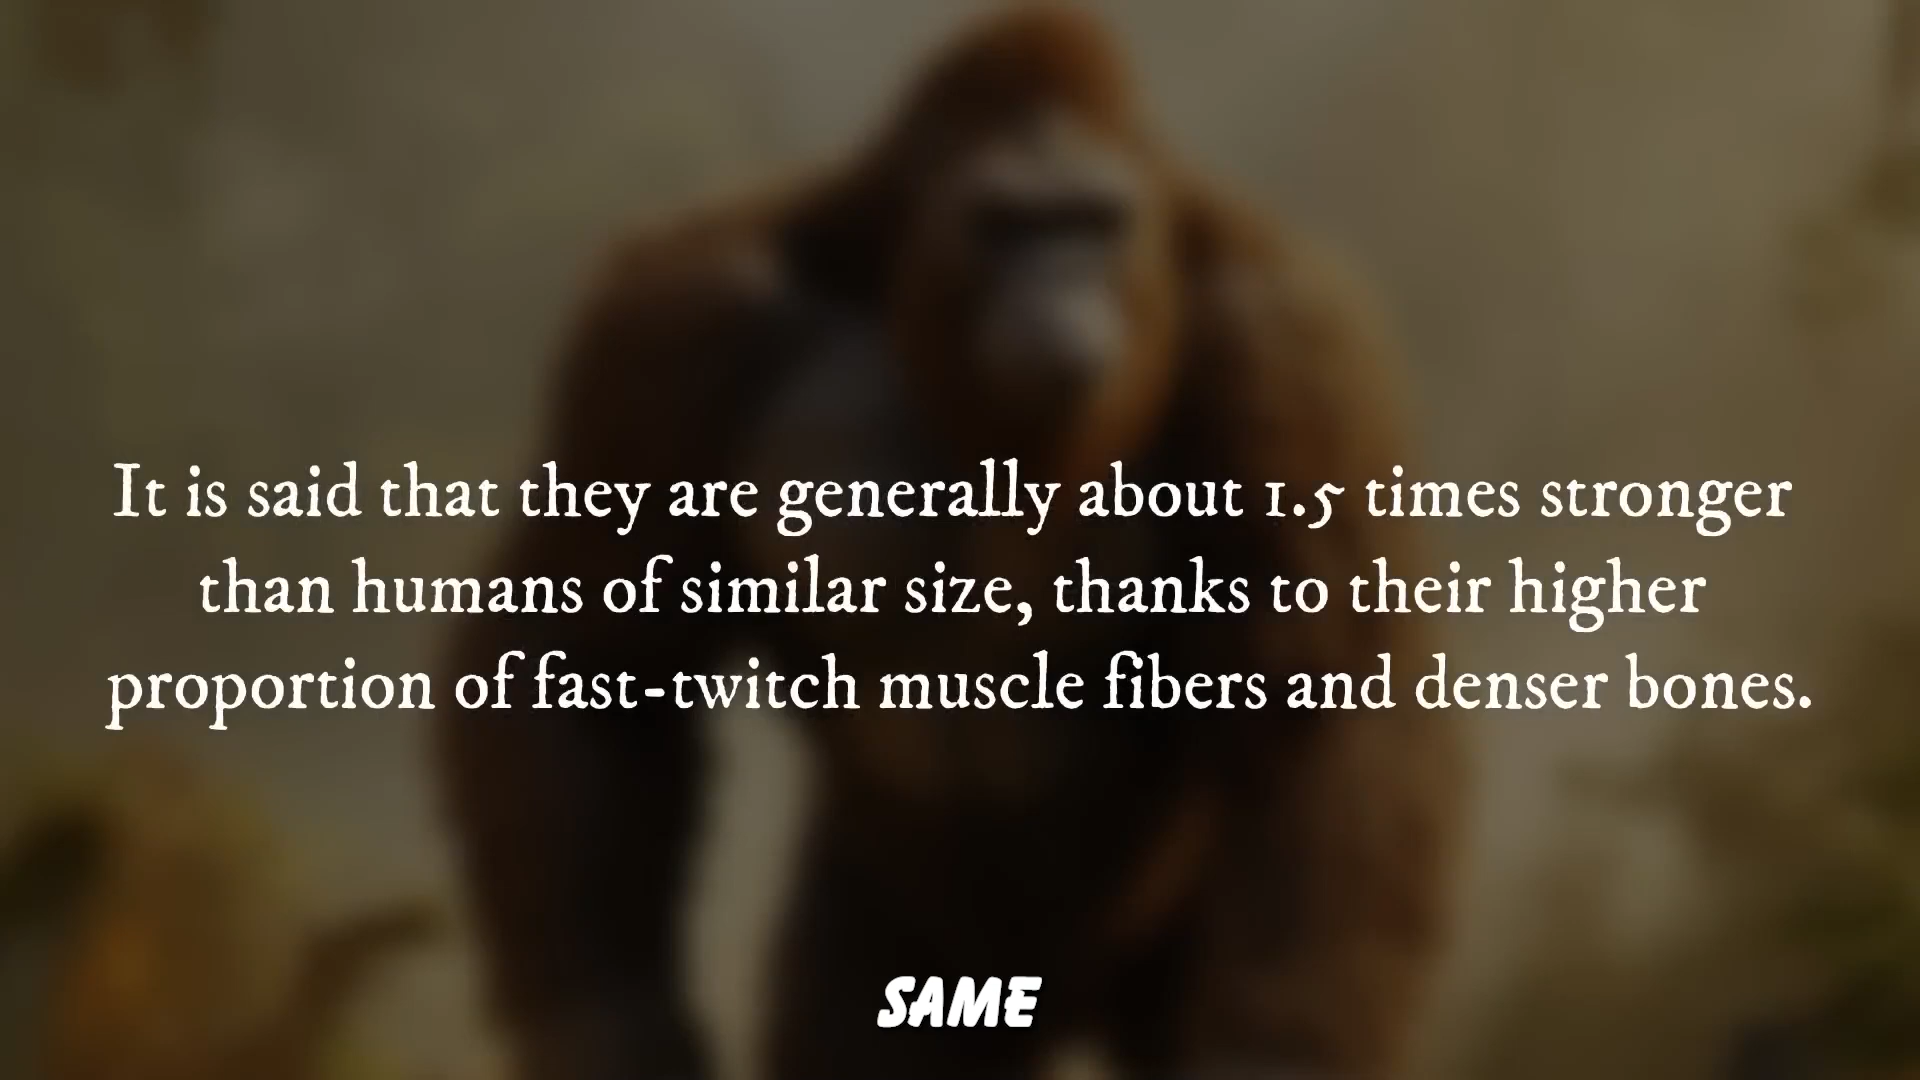 It is said that they are generally about 1.5 times stronger
than humans of similar size, thanks to their higher
proportion of fast-twitch muscle fibers and denser bones.
SAME